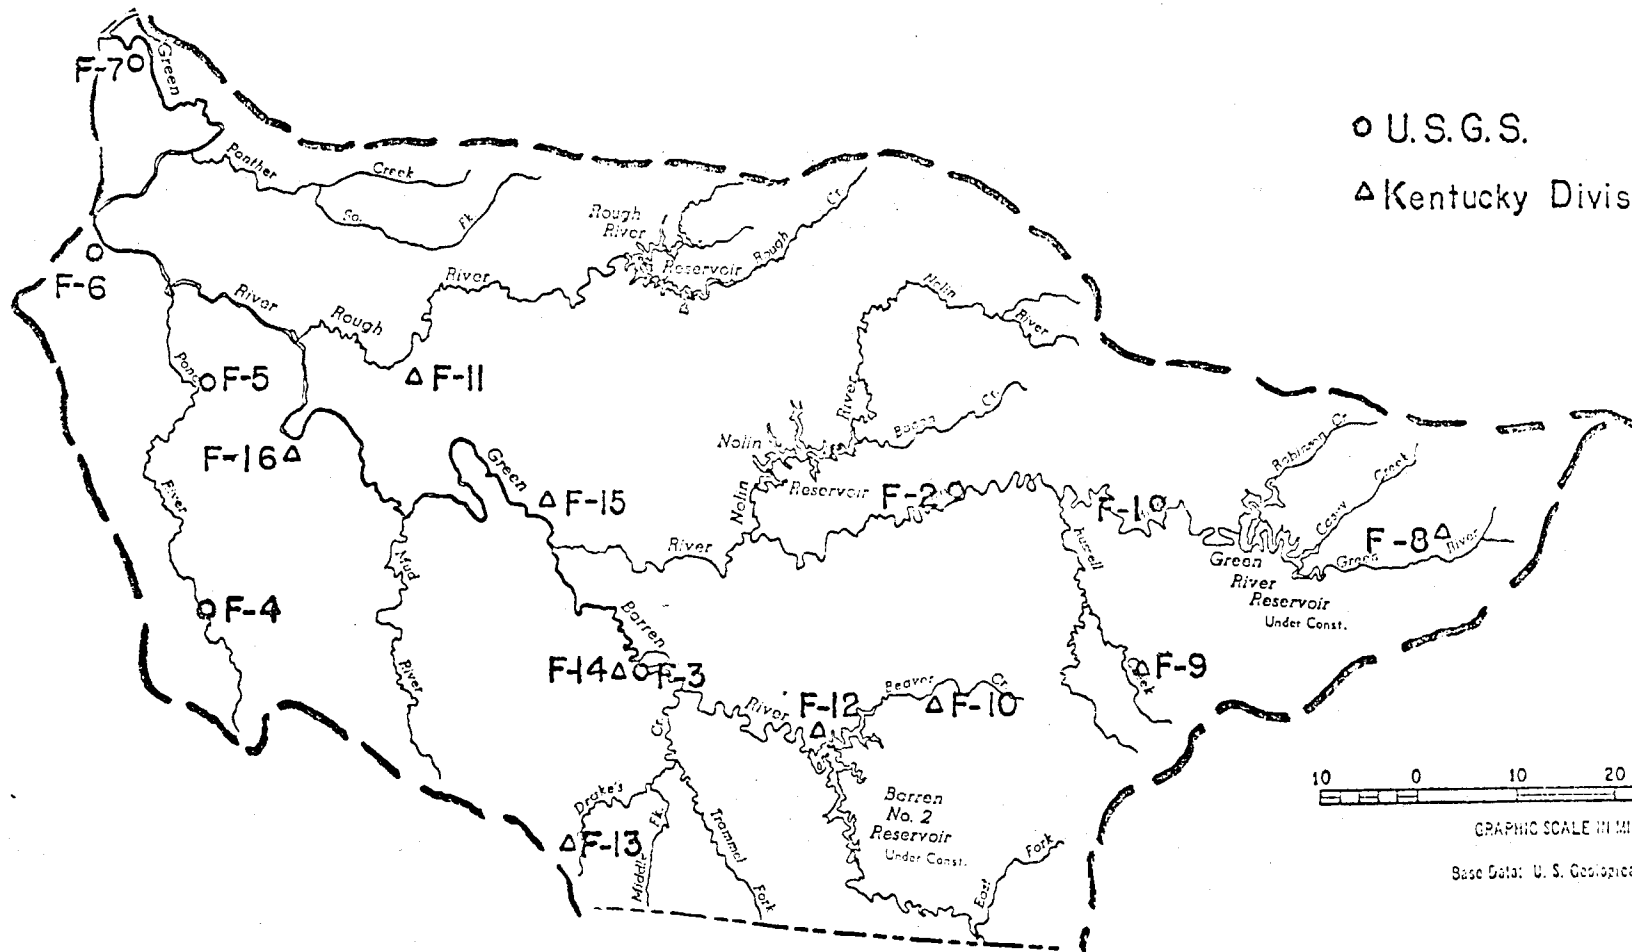 F-7
Green
U.S.G.S.
Kentucky Divis
Panther
Creek
So.
Fk.
Rough
River
Reservoir
Rough
Cr.
F-6
River
River
Rough
Nolin
River
Pond
F-5
F-11
River
Bacon
Cr.
F-16
Green
Nolin
Reservoir
Robinson Cr.
Casey
Creek
F-15
F-2
F-1
River
Nolin
River
Russell
F-8
Green
River
Green
River
Reservoir
Under Const.
Mud
F-4
Barren
River
F-14
F-3
F-9
Creek
Beaver
Cr.
River
F-12
F-10
Cr.
10 0 10 20
Drake's
Fk.
Trammel
Barren
No. 2
Reservoir
Under Const.
GRAPHIC SCALE IN MI
F-13
Middle
Fork
East
Fork
Base Data: U. S. Geologica